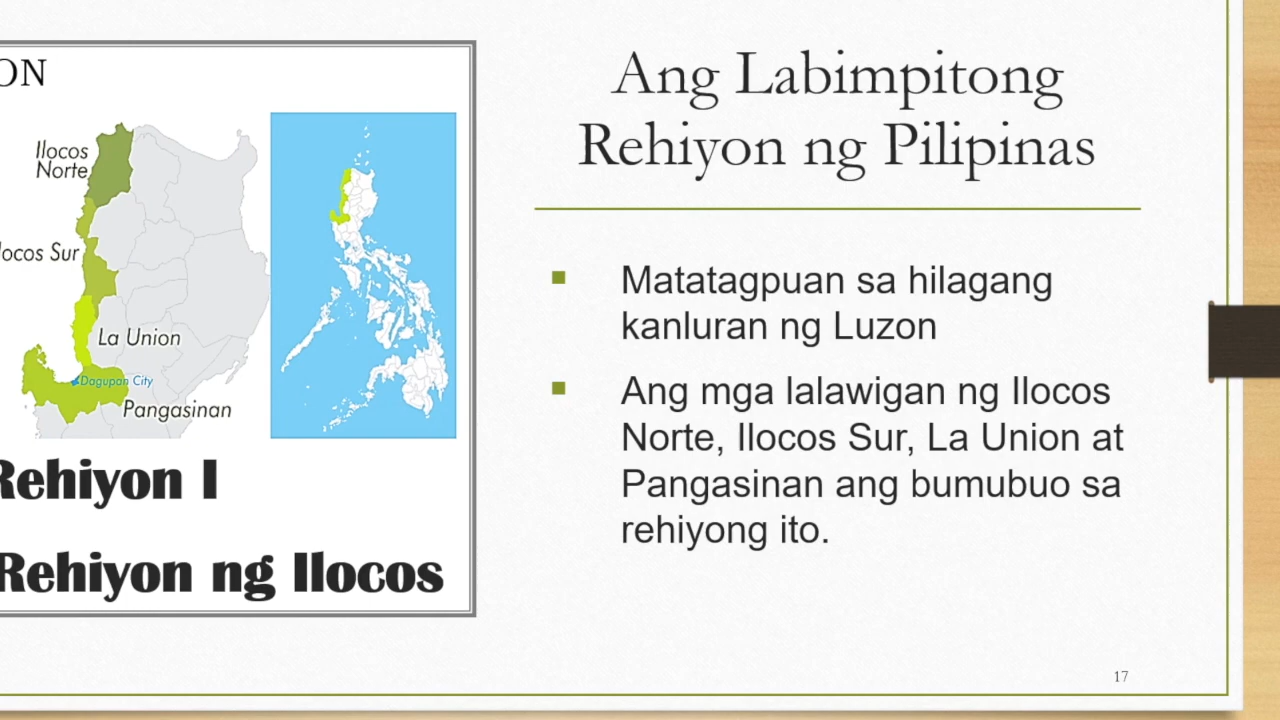 ON
Ilocos
Norte
locos Sur
La Union
Dagupan City
Pangasinan
Rehiyon I
Rehiyon ng Ilocos
Ang Labimpitong
Rehiyon ng Pilipinas
Matatagpuan sa hilagang
kanluran ng Luzon
Ang mga lalawigan ng Ilocos
Norte, Ilocos Sur, La Union at
Pangasinan ang bumubuo sa
rehiyong ito.
17